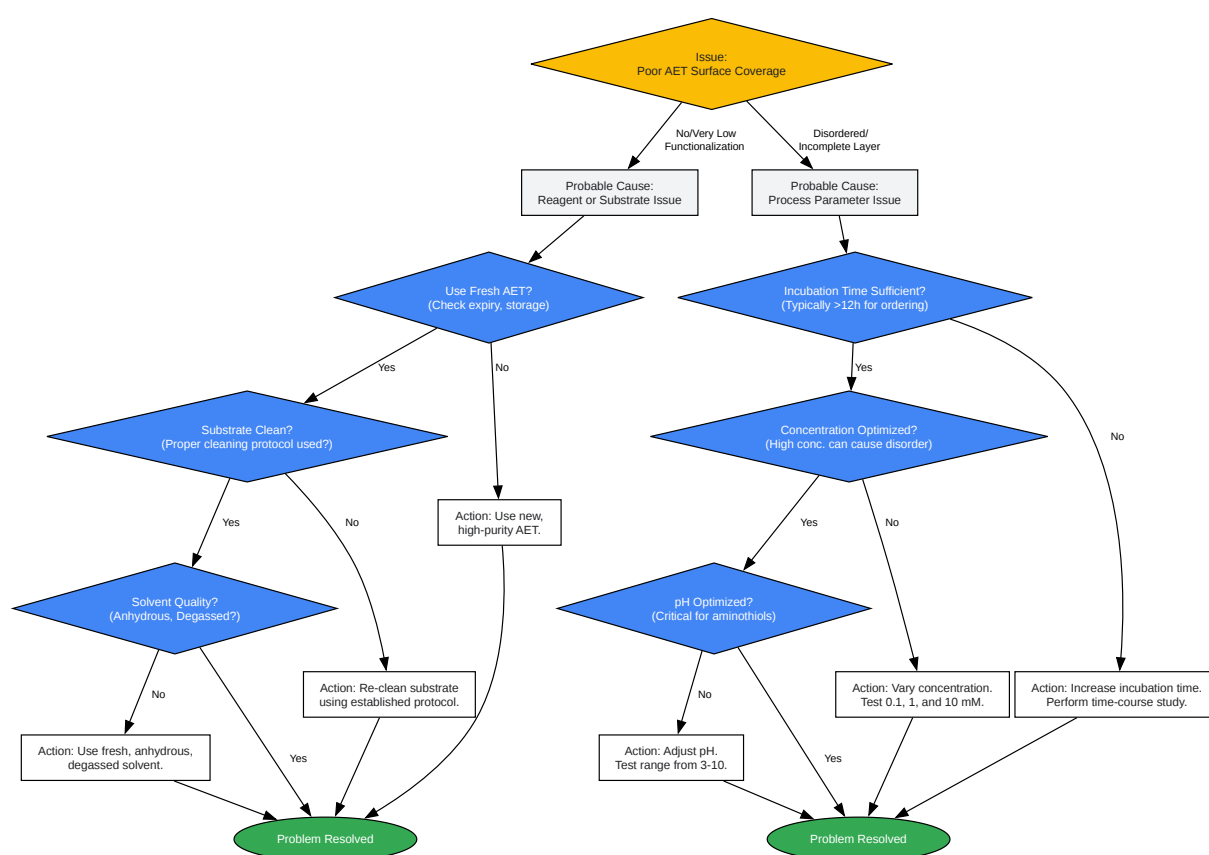 Issue:
Poor AET Surface Coverage
No/Very Low
Functionalization
Disordered/
Incomplete Layer
Probable Cause:
Reagent or Substrate Issue
Probable Cause:
Process Parameter Issue
Use Fresh AET?
(Check expiry, storage)
Incubation Time Sufficient?
(Typically >12h for ordering)
Yes
No
Yes
No
Substrate Clean?
(Proper cleaning protocol used?)
Concentration Optimized?
(High conc. can cause disorder)
Yes
No
Action: Use new,
high-purity AET.
Yes
No
Solvent Quality?
(Anhydrous, Degassed?)
pH Optimized?
(Critical for aminothiols)
No
Yes
Action: Re-clean substrate
using established protocol.
No
Yes
Action: Vary concentration.
Test 0.1, 1, and 10 mM.
Action: Increase incubation time.
Perform time-course study.
Action: Use fresh, anhydrous,
degassed solvent.
Action: Adjust pH.
Test range from 3-10.
Problem Resolved
Problem Resolved